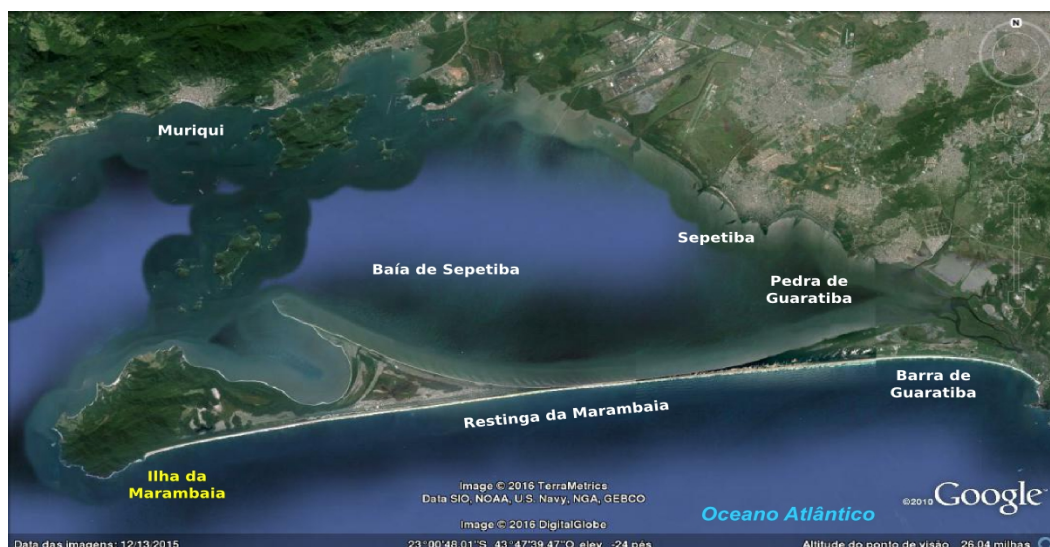 N
Muriqui
Sepetiba
Baía de Sepetiba
Pedra de
Guaratiba
Barra de
Guaratiba
Restinga da Marambaia
Ilha da
Marambaia
Image © 2016 TerraMetrics
Data SIO, NOAA, U.S. Navy, NGA, GEBCO
©2010 Google
Oceano Atlântico
Image © 2016 DigitalGlobe
Data das imagens: 12/13/2015 23°00'48.01"S 43°47'39.47"O elev. -24 pés Altitude do ponto de visão 26.04 milhas